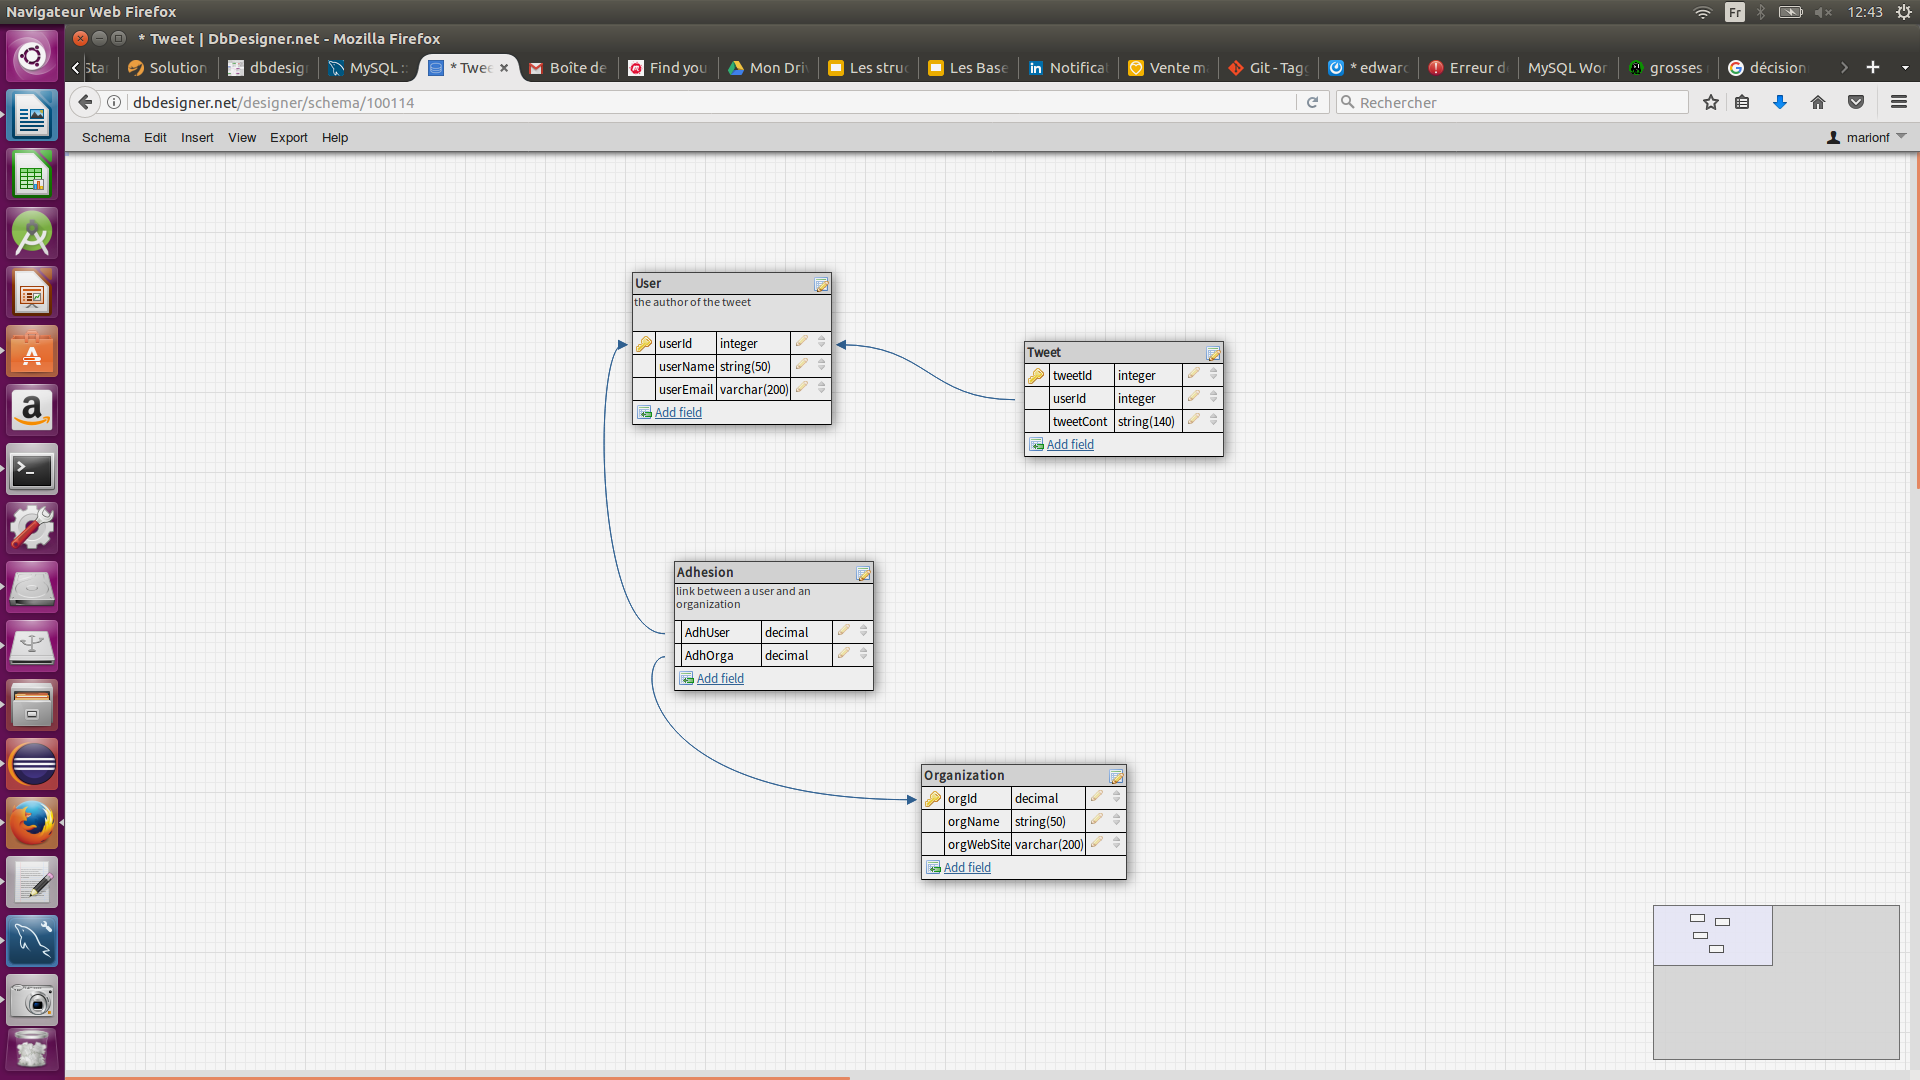 Navigateur Web Firefox
Fr
12:43
* Tweet | DbDesigner.net - Mozilla Firefox
Star
Solution
dbdesig
MySQL ::
* Twee
Boîte de
Find you
Mon Dri
Les struc
Les Base
Notifica
Vente m
Git - Tag
* edwar
Erreur d
MySQL Wor
grosses
décision
dbdesigner.net/designer/schema/100114
Rechercher
Schema
Edit
Insert
View
Export
Help
marionf
User
the author of the tweet
userId integer
userName string(50)
userEmail varchar(200)
Add field
Tweet
tweetId integer
userId integer
tweetCont string(140)
Add field
Adhesion
link between a user and an
organization
AdhUser decimal
AdhOrga decimal
Add field
Organization
orgId decimal
orgName string(50)
orgWebSite varchar(200)
Add field